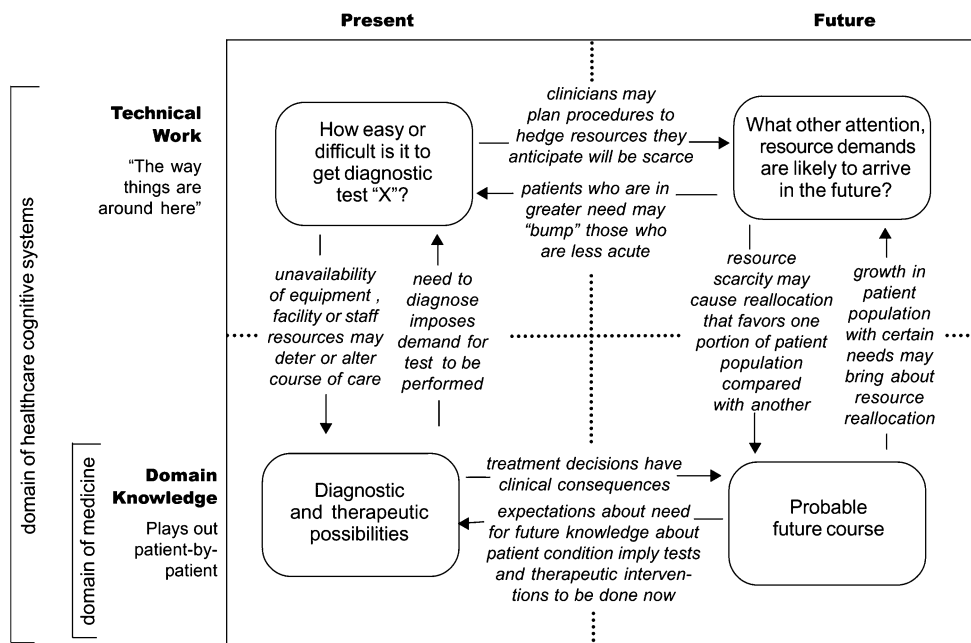 Present
Future
Technical
Work
“The way
things are
around here”
How easy or
difficult is it to
get diagnostic
test “X”?
clinicians may
plan procedures to
hedge resources they
anticipate will be scarce
patients who are in
greater need may
“bump” those who
are less acute
What other attention,
resource demands
are likely to arrive
in the future?
unavailability
of equipment ,
facility or staff
resources may
deter or alter
course of care
need to
diagnose
imposes
demand for
test to be
performed
resource
scarcity may
cause reallocation
that favors one
portion of patient
population
compared
with another
growth in
patient
population
with certain
needs may
bring about
resource
reallocation
domain of healthcare cognitive systems
domain of medicine
Domain
Knowledge
Plays out
patient-by-
patient
Diagnostic
and therapeutic
possibilities
treatment decisions have
clinical consequences
expectations about need
for future knowledge about
patient condition imply tests
and therapeutic interven-
tions to be done now
Probable
future course